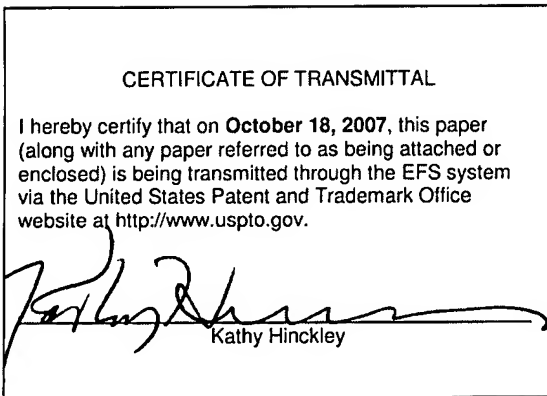 CERTIFICATE OF TRANSMITTAL
I hereby certify that on October 18, 2007, this paper
(along with any paper referred to as being attached or
enclosed) is being transmitted through the EFS system
via the United States Patent and Trademark Office
website at http://www.uspto.gov.
Kathy Hinckley